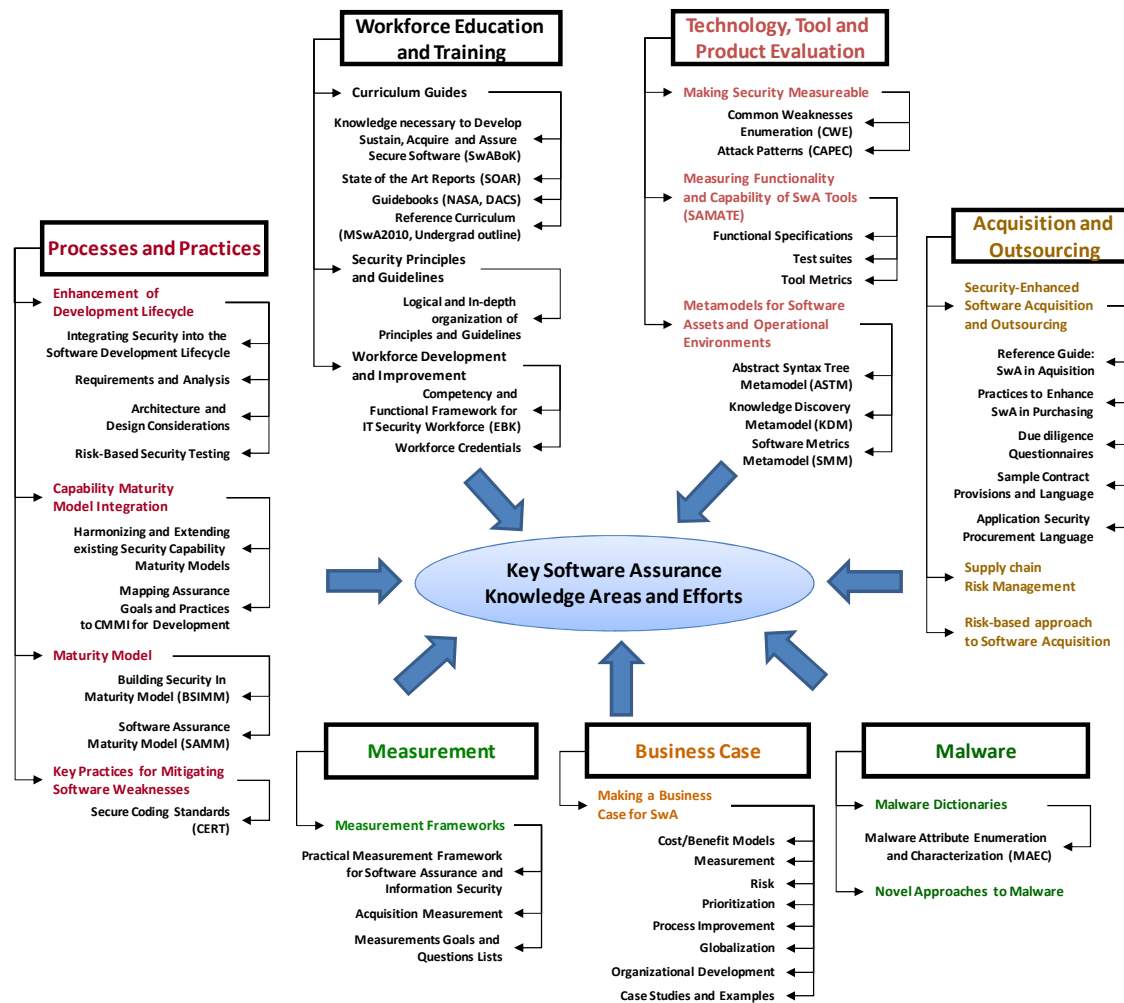 Workforce Education
and Training
Curriculum Guides
Knowledge necessary to Develop
Sustain, Acquire and Assure
Secure Software (SwABoK)
State of the Art Reports (SOAR)
Guidebooks (NASA, DACS)
Reference Curriculum
(MSwA2010, Undergrad outline)
Security Principles
and Guidelines
Logical and In-depth
organization of
Principles and Guidelines
Workforce Development
and Improvement
Competency and
Functional Framework for
IT Security Workforce (EBK)
Workforce Credentials
Technology, Tool and
Product Evaluation
Making Security Measureable
Common Weaknesses
Enumeration (CWE)
Attack Patterns (CAPEC)
Measuring Functionality
and Capability of SwA Tools
(SAMATE)
Functional Specifications
Test suites
Tool Metrics
Metamodels for Software
Assets and Operational
Environments
Abstract Syntax Tree
Metamodel (ASTM)
Knowledge Discovery
Metamodel (KDM)
Software Metrics
Metamodel (SMM)
Processes and Practices
Enhancement of
Development Lifecycle
Integrating Security into the
Software Development Lifecycle
Requirements and Analysis
Architecture and
Design Considerations
Risk-Based Security Testing
Capability Maturity
Model Integration
Harmonizing and Extending
existing Security Capability
Maturity Models
Mapping Assurance
Goals and Practices
to CMMI for Development
Maturity Model
Building Security In
Maturity Model (BSIMM)
Software Assurance
Maturity Model (SAMM)
Key Practices for Mitigating
Software Weaknesses
Secure Coding Standards
(CERT)
Acquisition and
Outsourcing
Security-Enhanced
Software Acquisition
and Outsourcing
Reference Guide:
SwA in Aquisition
Practices to Enhance
SwA in Purchasing
Due diligence
Questionnaires
Sample Contract
Provisions and Language
Application Security
Procurement Language
Supply chain
Risk Management
Risk-based approach
to Software Acquisition
Key Software Assurance
Knowledge Areas and Efforts
Measurement
Measurement Frameworks
Practical Measurement Framework
for Software Assurance and
Information Security
Acquisition Measurement
Measurements Goals and
Questions Lists
Business Case
Making a Business
Case for SwA
Cost/Benefit Models
Measurement
Risk
Prioritization
Process Improvement
Globalization
Organizational Development
Case Studies and Examples
Malware
Malware Dictionaries
Malware Attribute Enumeration
and Characterization (MAEC)
Novel Approaches to Malware